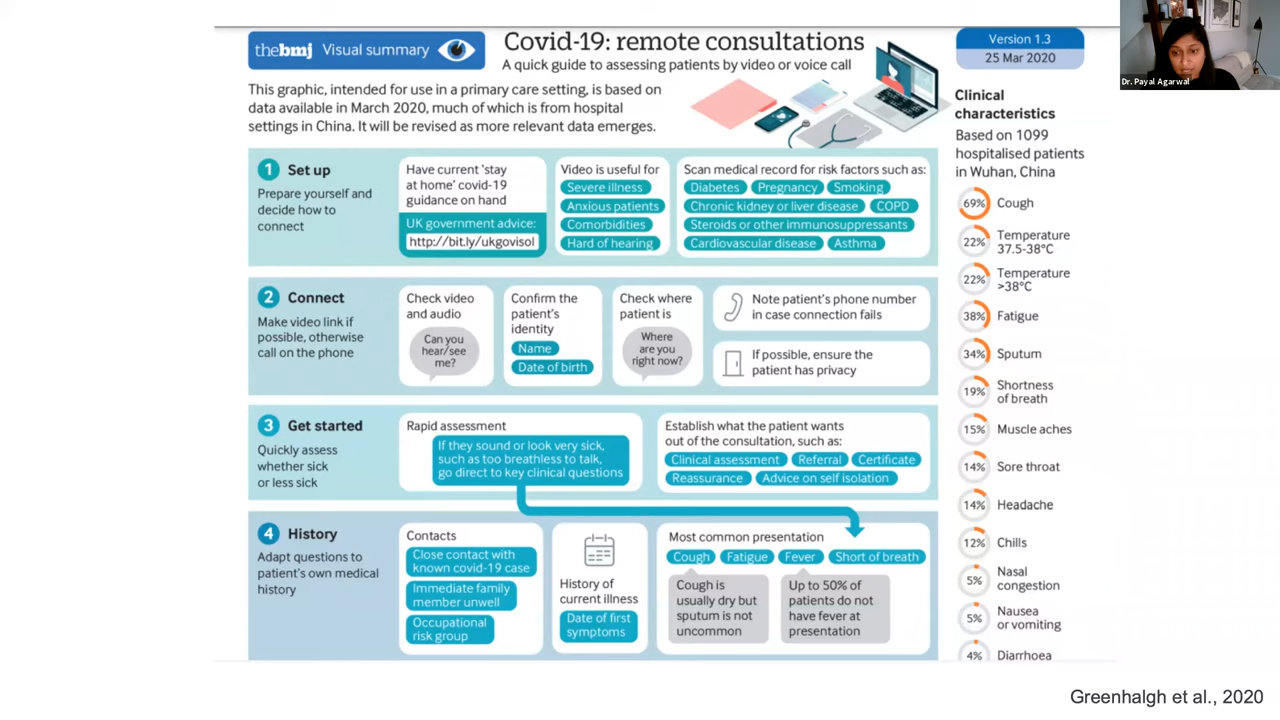 thebmj Visual summary
Covid-19: remote consultations
A quick guide to assessing patients by video or voice call
Version 1.3
25 Mar 2020
Dr. Payal Agarwal
This graphic, intended for use in a primary care setting, is based on
data available in March 2020, much of which is from hospital
settings in China. It will be revised as more relevant data emerges.
1 Set up
Prepare yourself and
decide how to
connect
Have current 'stay
at home' covid-19
guidance on hand
UK government advice:
http://bit.ly/ukgovisol
Video is useful for
Severe illness
Anxious patients
Comorbidities
Hard of hearing
Scan medical record for risk factors such as:
Diabetes Pregnancy Smoking
Chronic kidney or liver disease COPD
Steroids or other immunosuppressants
Cardiovascular disease Asthma
2 Connect
Make video link if
possible, otherwise
call on the phone
Check video
and audio
Can you
hear/see
me?
Confirm the
patient's
identity
Name
Date of birth
Check where
patient is
Where
are you
right now?
Note patient's phone number
in case connection fails
If possible, ensure the
patient has privacy
3 Get started
Quickly assess
whether sick
or less sick
Rapid assessment
If they sound or look very sick,
such as too breathless to talk,
go direct to key clinical questions
Establish what the patient wants
out of the consultation, such as:
Clinical assessment Referral Certificate
Reassurance Advice on self isolation
4 History
Adapt questions to
patient's own medical
history
Contacts
Close contact with
known covid-19 case
Immediate family
member unwell
Occupational
risk group
History of
current illness
Date of first
symptoms
Most common presentation
Cough Fatigue Fever Short of breath
Cough is
usually dry but
sputum is not
uncommon
Up to 50% of
patients do not
have fever at
presentation
Clinical
characteristics
Based on 1099
hospitalised patients
in Wuhan, China
69% Cough
22% Temperature
37.5-38°C
22% Temperature
>38°C
38% Fatigue
34% Sputum
19% Shortness
of breath
15% Muscle aches
14% Sore throat
14% Headache
12% Chills
5% Nasal
congestion
5% Nausea
or vomiting
4% Diarrhoea
Greenhalgh et al., 2020